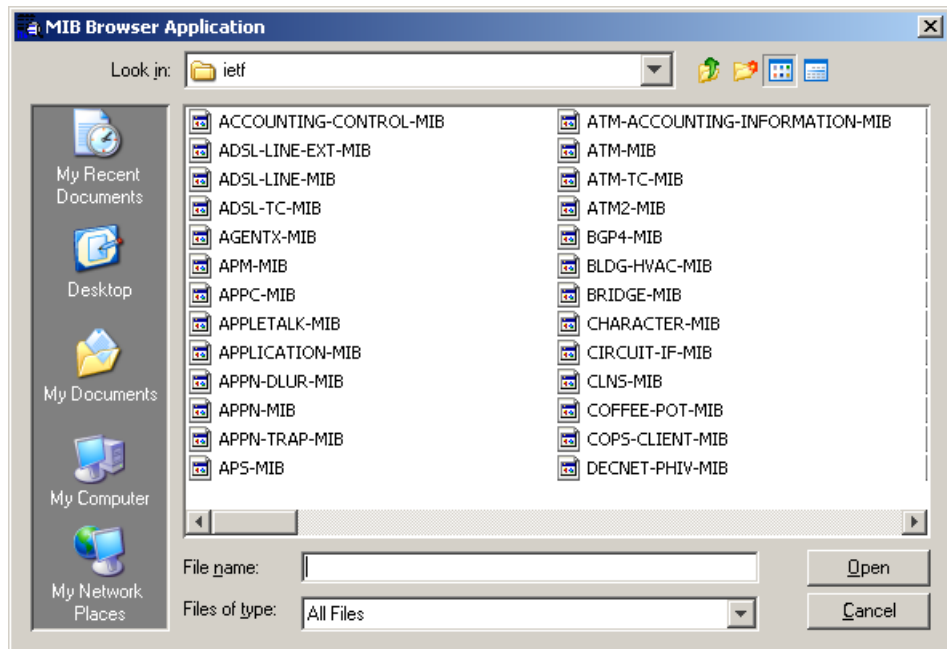 MIB Browser Application
Look in:
ietf
My Recent
Documents
Desktop
My Documents
My Computer
My Network
Places
ACCOUNTING-CONTROL-MIB
ADSL-LINE-EXT-MIB
ADSL-LINE-MIB
ADSL-TC-MIB
AGENTX-MIB
APM-MIB
APPC-MIB
APPLETALK-MIB
APPLICATION-MIB
APPN-DLUR-MIB
APPN-MIB
APPN-TRAP-MIB
APS-MIB
ATM-ACCOUNTING-INFORMATION-MIB
ATM-MIB
ATM-TC-MIB
ATM2-MIB
BGP4-MIB
BLDG-HVAC-MIB
BRIDGE-MIB
CHARACTER-MIB
CIRCUIT-IF-MIB
CLNS-MIB
COFFEE-POT-MIB
COPS-CLIENT-MIB
DECNET-PHIV-MIB
File name:
Open
Files of type:
All Files
Cancel